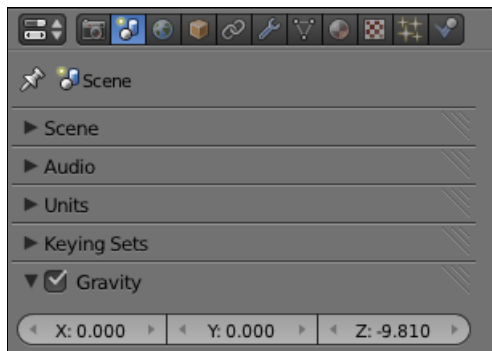 Scene
Scene
Audio
Units
Keying Sets
Gravity
X: 0.000 Y: 0.000 Z: -9.810